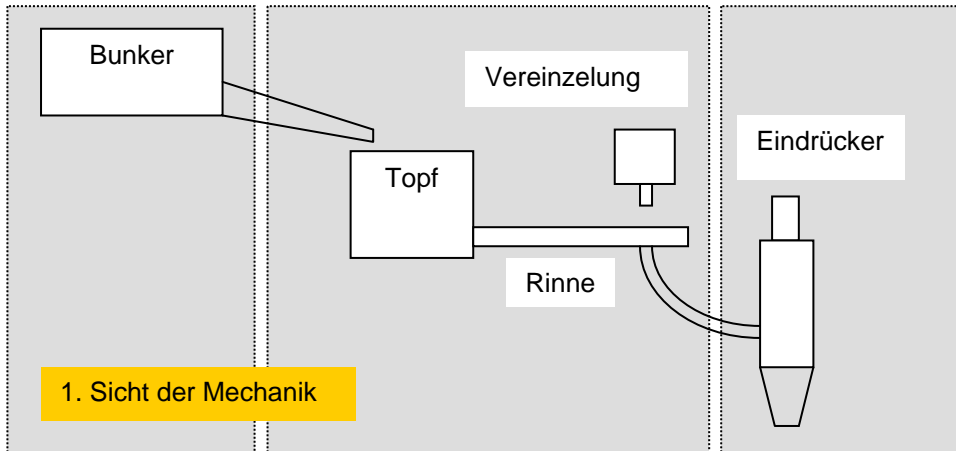 Bunker
Vereinzelung
Eindrücker
Topf
Rinne
1. Sicht der Mechanik